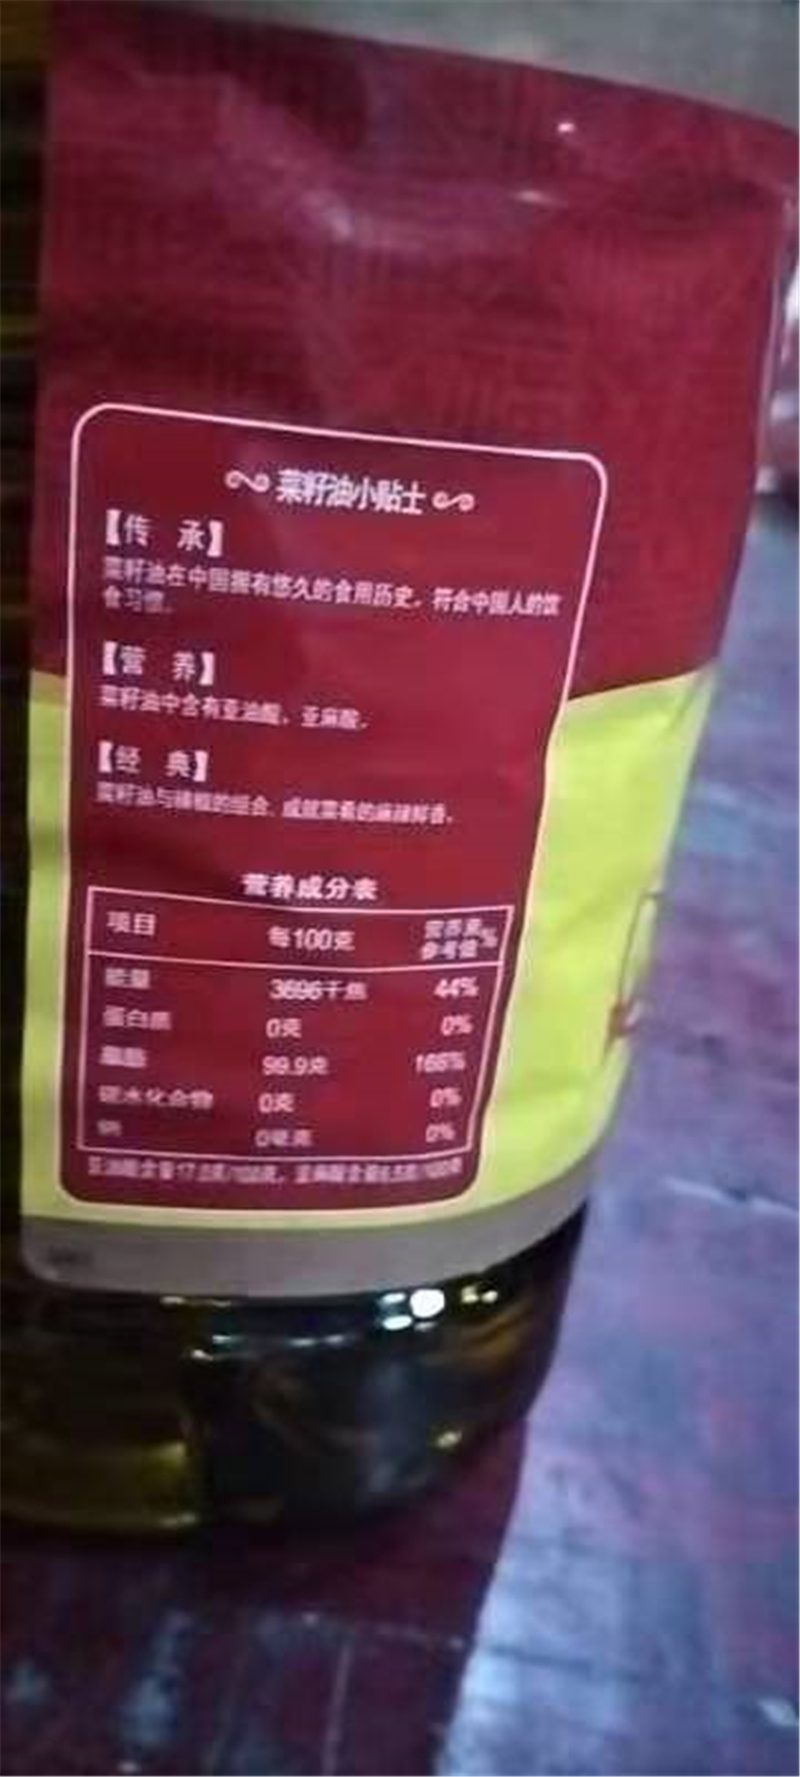 菜籽油小贴士
【传 承】
菜籽油在中国拥有悠久的食用历史，符合中国人的饮
食习惯。
【营 养】
菜籽油中含有亚油酸、亚麻酸。
【经 典】
菜籽油与辣椒的组合，成就菜肴的麻辣鲜香。
营养成分表
项目 每100克 营养素参考值%
能量 3696千焦 44%
蛋白质 0克 0%
脂肪 99.9克 166%
碳水化合物 0克 0%
钠 0毫克 0%